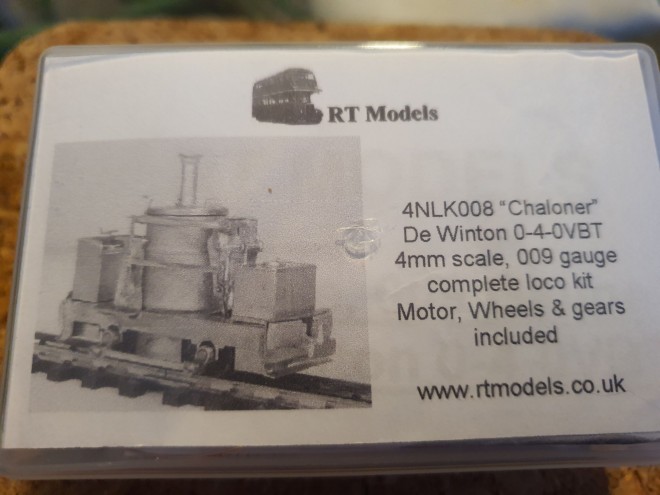 RT Models
4NLK008 "Chaloner"
De Winton 0-4-0VBT
4mm scale, 009 gauge
complete loco kit
Motor, Wheels & gears
included
www.rtmodels.co.uk